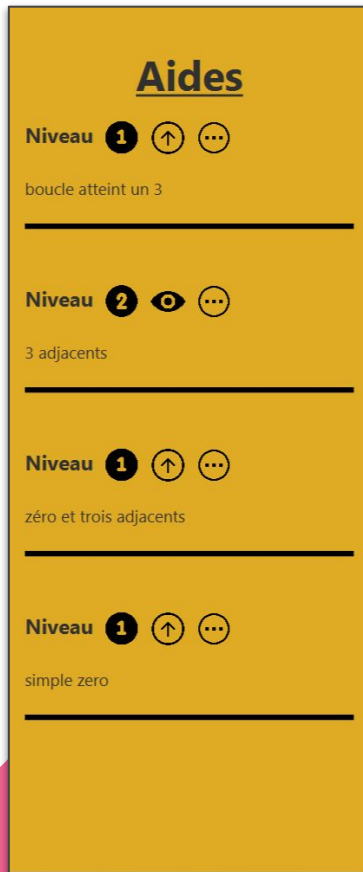 Aides
Niveau 1
boucle atteint un 3
Niveau 2
3 adjacents
Niveau 1
zéro et trois adjacents
Niveau 1
simple zero